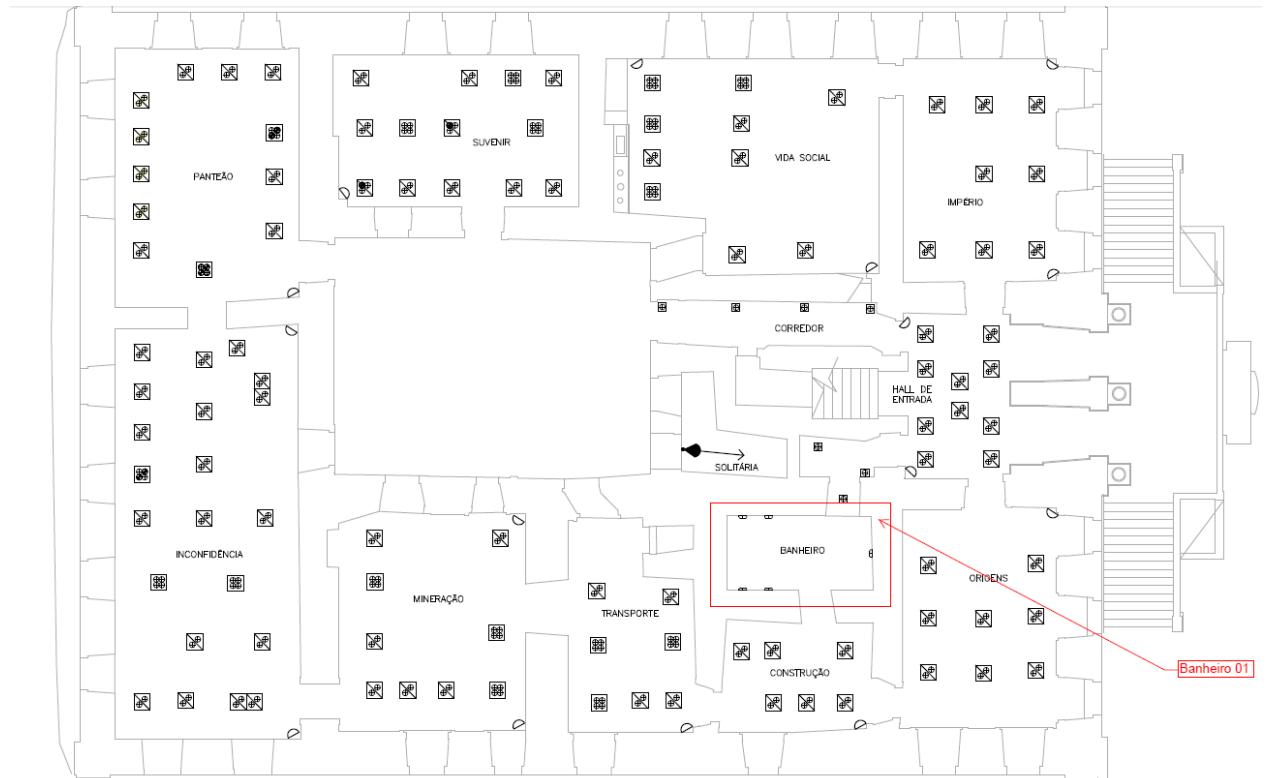 SUVENIR
VIDA SOCIAL
PANTEÃO
IMPÉRIO
CORREDOR
HALL DE
ENTRADA
SOLITÁRIA
INCONFIDÊNCIA
BANHEIRO
MINERAÇÃO
TRANSPORTE
ORIGENS
CONSTRUÇÃO
Banheiro 01